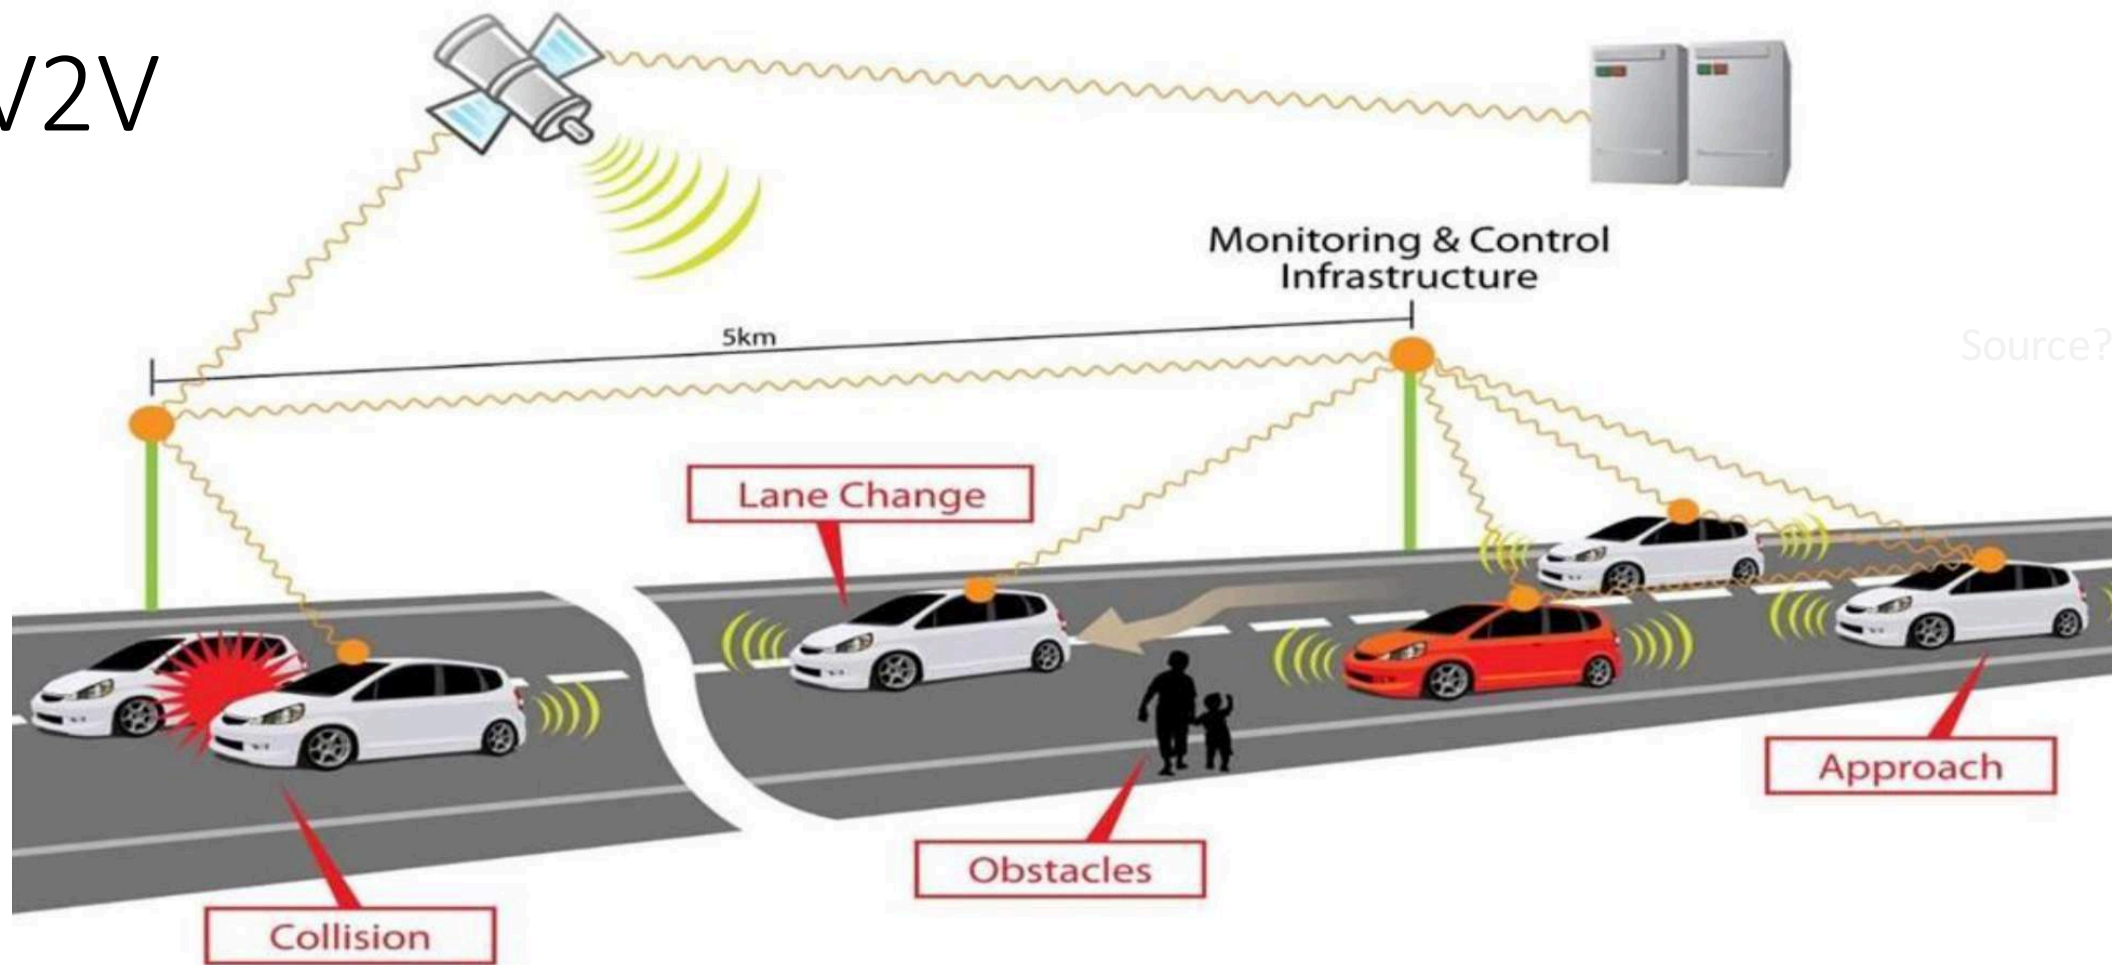 V2V
Monitoring & Control
Infrastructure
5km
Source?
Lane Change
Approach
Obstacles
Collision